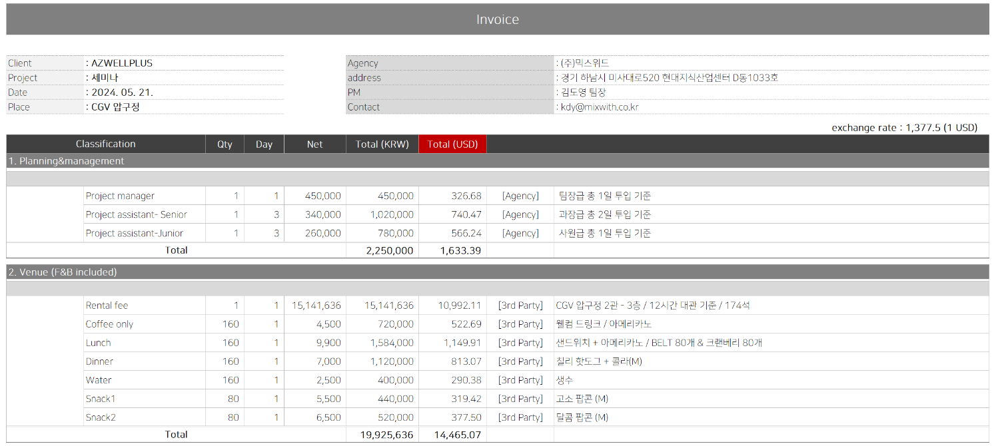 Invoice
Client : AZWELLPLUS Agency : (주)믹스위드
Project : 세미나 address : 경기 하남시 미사대로520 현대지식산업센터 D동1033호
Date : 2024. 05. 21. PM : 김도영 팀장
Place : CGV 압구정 Contact : kdy@mixwith.co.kr
exchange rate : 1,377.5 (1 USD)
Classification Qty Day Net Total (KRW) Total (USD)
1. Planning&management
Project manager 1 1 450,000 450,000 326.68 [Agency] 팀장급 총 1일 투입 기준
Project assistant- Senior 1 3 340,000 1,020,000 740.47 [Agency] 과장급 총 2일 투입 기준
Project assistant-Junior 1 3 260,000 780,000 566.24 [Agency] 사원급 총 1일 투입 기준
Total 2,250,000 1,633.39
2. Venue (F&B included)
Rental fee 1 1 15,141,636 15,141,636 10,992.11 [3rd Party] CGV 압구정 2관 - 3층 / 12시간 대관 기준 / 174석
Coffee only 160 1 4,500 720,000 522.69 [3rd Party] 웰컴 드링크 / 아메리카노
Lunch 160 1 9,900 1,584,000 1,149.91 [3rd Party] 샌드위치 + 아메리카노 / BELT 80개 & 크랜베리 80개
Dinner 160 1 7,000 1,120,000 813.07 [3rd Party] 칠리 핫도그 + 콜라(M)
Water 160 1 2,500 400,000 290.38 [3rd Party] 생수
Snack1 80 1 5,500 440,000 319.42 [3rd Party] 고소 팝콘 (M)
Snack2 80 1 6,500 520,000 377.50 [3rd Party] 달콤 팝콘 (M)
Total 19,925,636 14,465.07